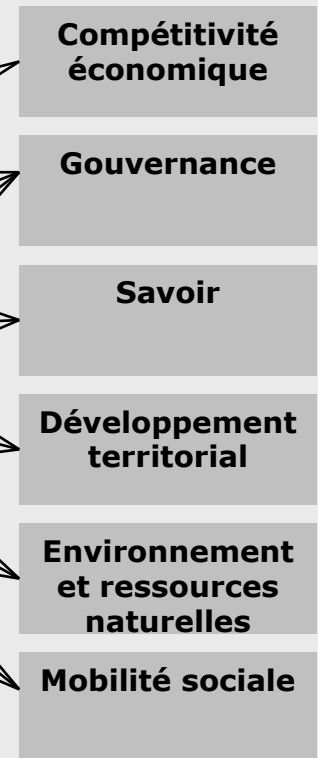 Compétitivité
économique
Gouvernance
Savoir
Développement
territorial
Environnement
et ressources
naturelles
Mobilité sociale